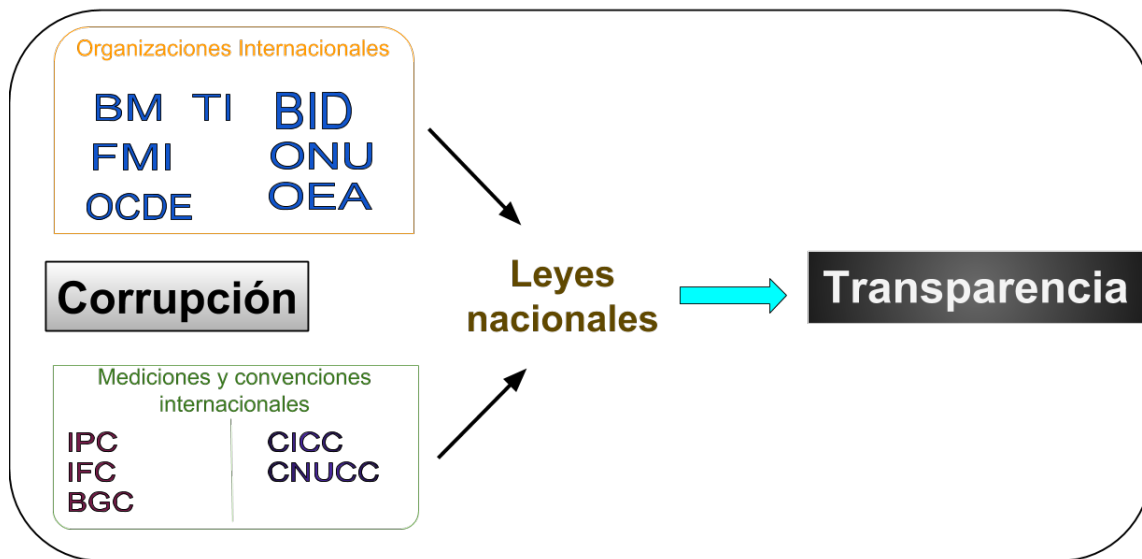 Organizaciones Internacionales
BM TI BID
FMI ONU
OCDE OEA
Corrupción
Leyes
nacionales
Transparencia
Mediciones y convenciones
internacionales
IPC CICC
IFC CNUCC
BGC